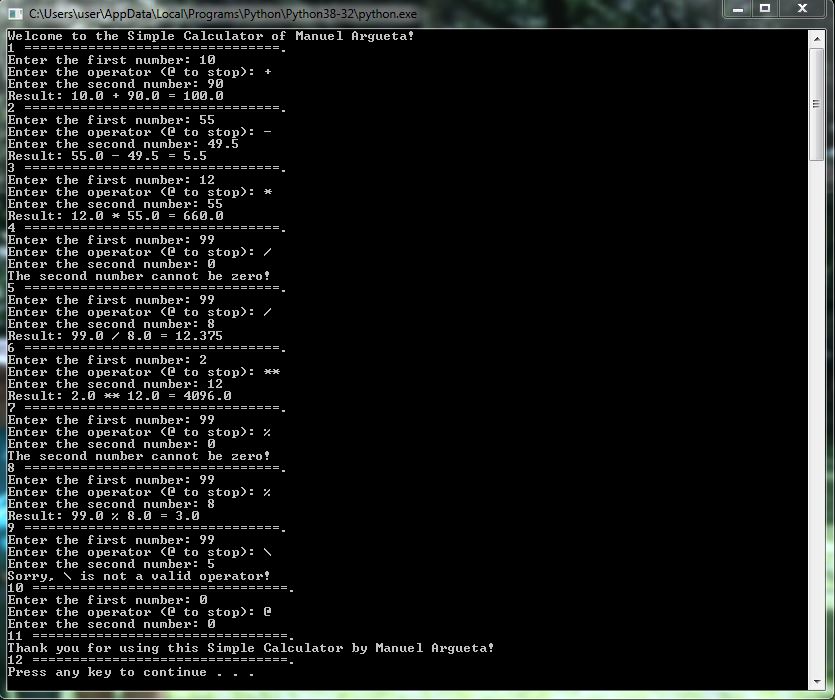 C:\Users\user\AppData\Local\Programs\Python\Python38-32\python.exe
Welcome to the Simple Calculator of Manuel Argueta!
1 ================================.
Enter the first number: 10
Enter the operator (@ to stop): +
Enter the second number: 90
Result: 10.0 + 90.0 = 100.0
2 ================================.
Enter the first number: 55
Enter the operator (@ to stop): -
Enter the second number: 49.5
Result: 55.0 - 49.5 = 5.5
3 ================================.
Enter the first number: 12
Enter the operator (@ to stop): *
Enter the second number: 55
Result: 12.0 * 55.0 = 660.0
4 ================================.
Enter the first number: 99
Enter the operator (@ to stop): /
Enter the second number: 0
The second number cannot be zero!
5 ================================.
Enter the first number: 99
Enter the operator (@ to stop): /
Enter the second number: 8
Result: 99.0 / 8.0 = 12.375
6 ================================.
Enter the first number: 2
Enter the operator (@ to stop): **
Enter the second number: 12
Result: 2.0 ** 12.0 = 4096.0
7 ================================.
Enter the first number: 99
Enter the operator (@ to stop): %
Enter the second number: 0
The second number cannot be zero!
8 ================================.
Enter the first number: 99
Enter the operator (@ to stop): %
Enter the second number: 8
Result: 99.0 % 8.0 = 3.0
9 ================================.
Enter the first number: 99
Enter the operator (@ to stop): \
Enter the second number: 5
Sorry, \ is not a valid operator!
10 ================================.
Enter the first number: 0
Enter the operator (@ to stop): @
Enter the second number: 0
11 ================================.
Thank you for using this Simple Calculator by Manuel Argueta!
12 ================================.
Press any key to continue . . .